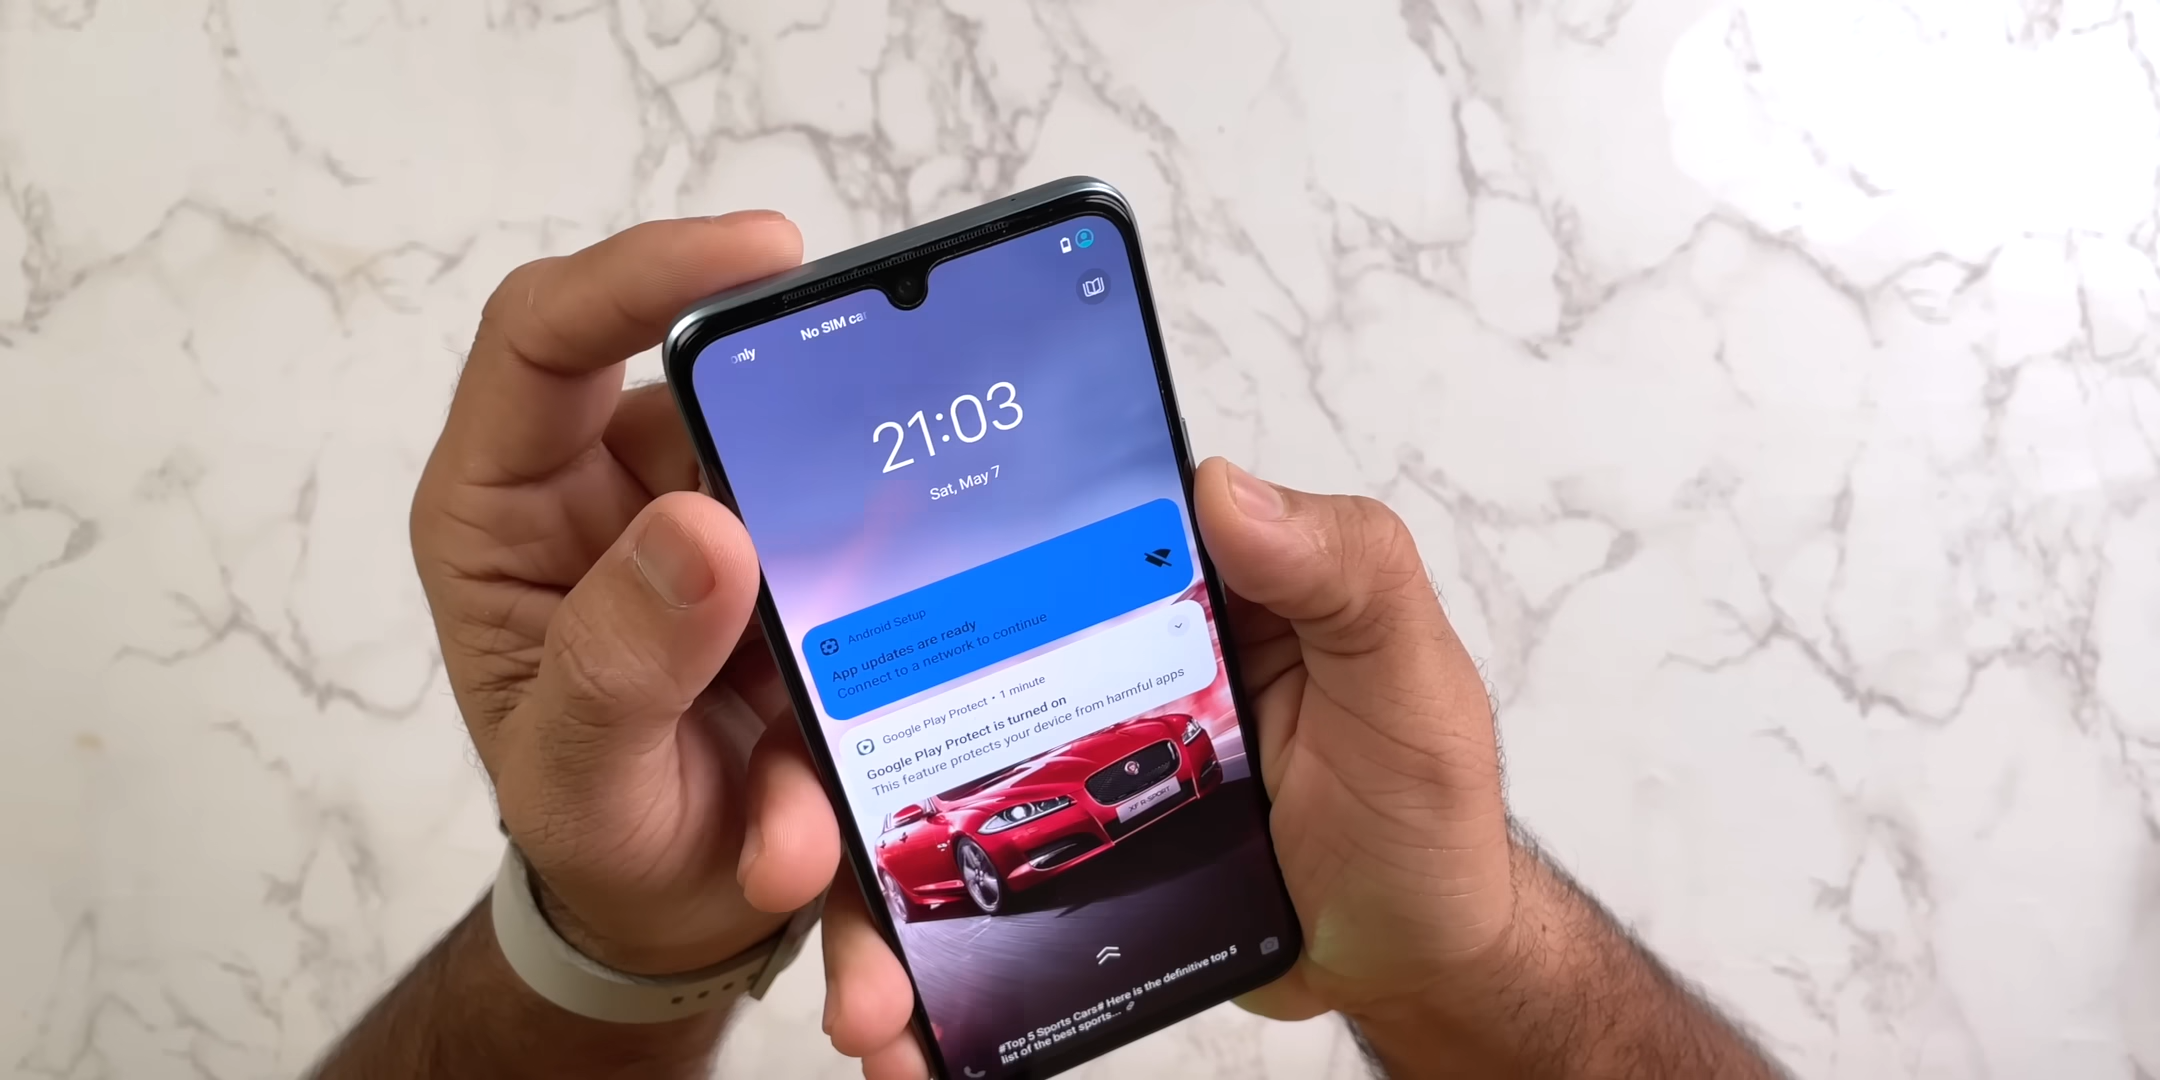 only
No SIM ca
21:03
Sat, May 7
Android Setup
App updates are ready
Connect to a network to continue
Google Play Protect • 1 minute
Google Play Protect is turned on
This feature protects your device from harmful apps
XF R-SPORT
#Top 5 Sports Cars# Here is the definitive top 5
list of the best sports...